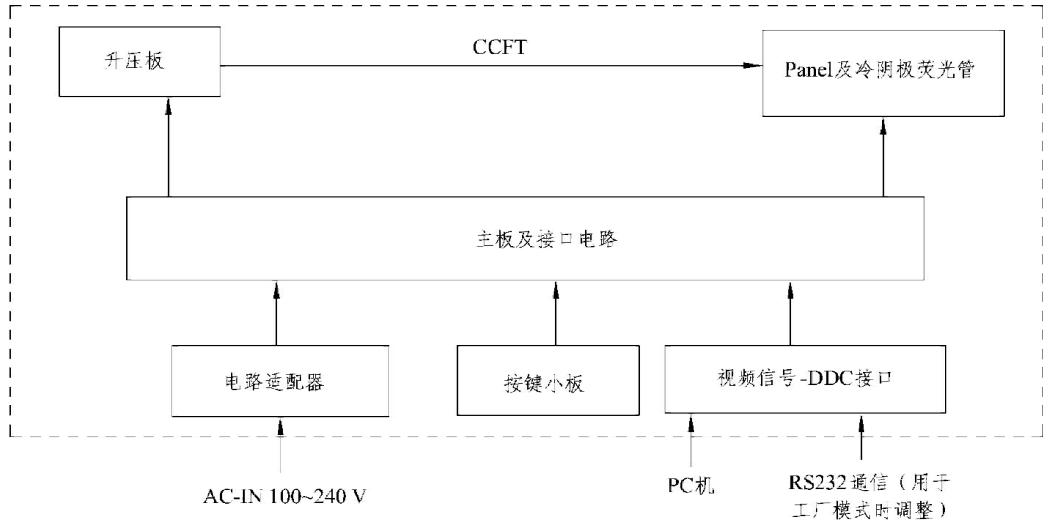 升压板
CCFT
Panel及冷阴极荧光管
主板及接口电路
电路适配器
按键小板
视频信号-DDC接口
AC-IN 100~240 V
PC机
RS232通信（用于
工厂模式时调整）